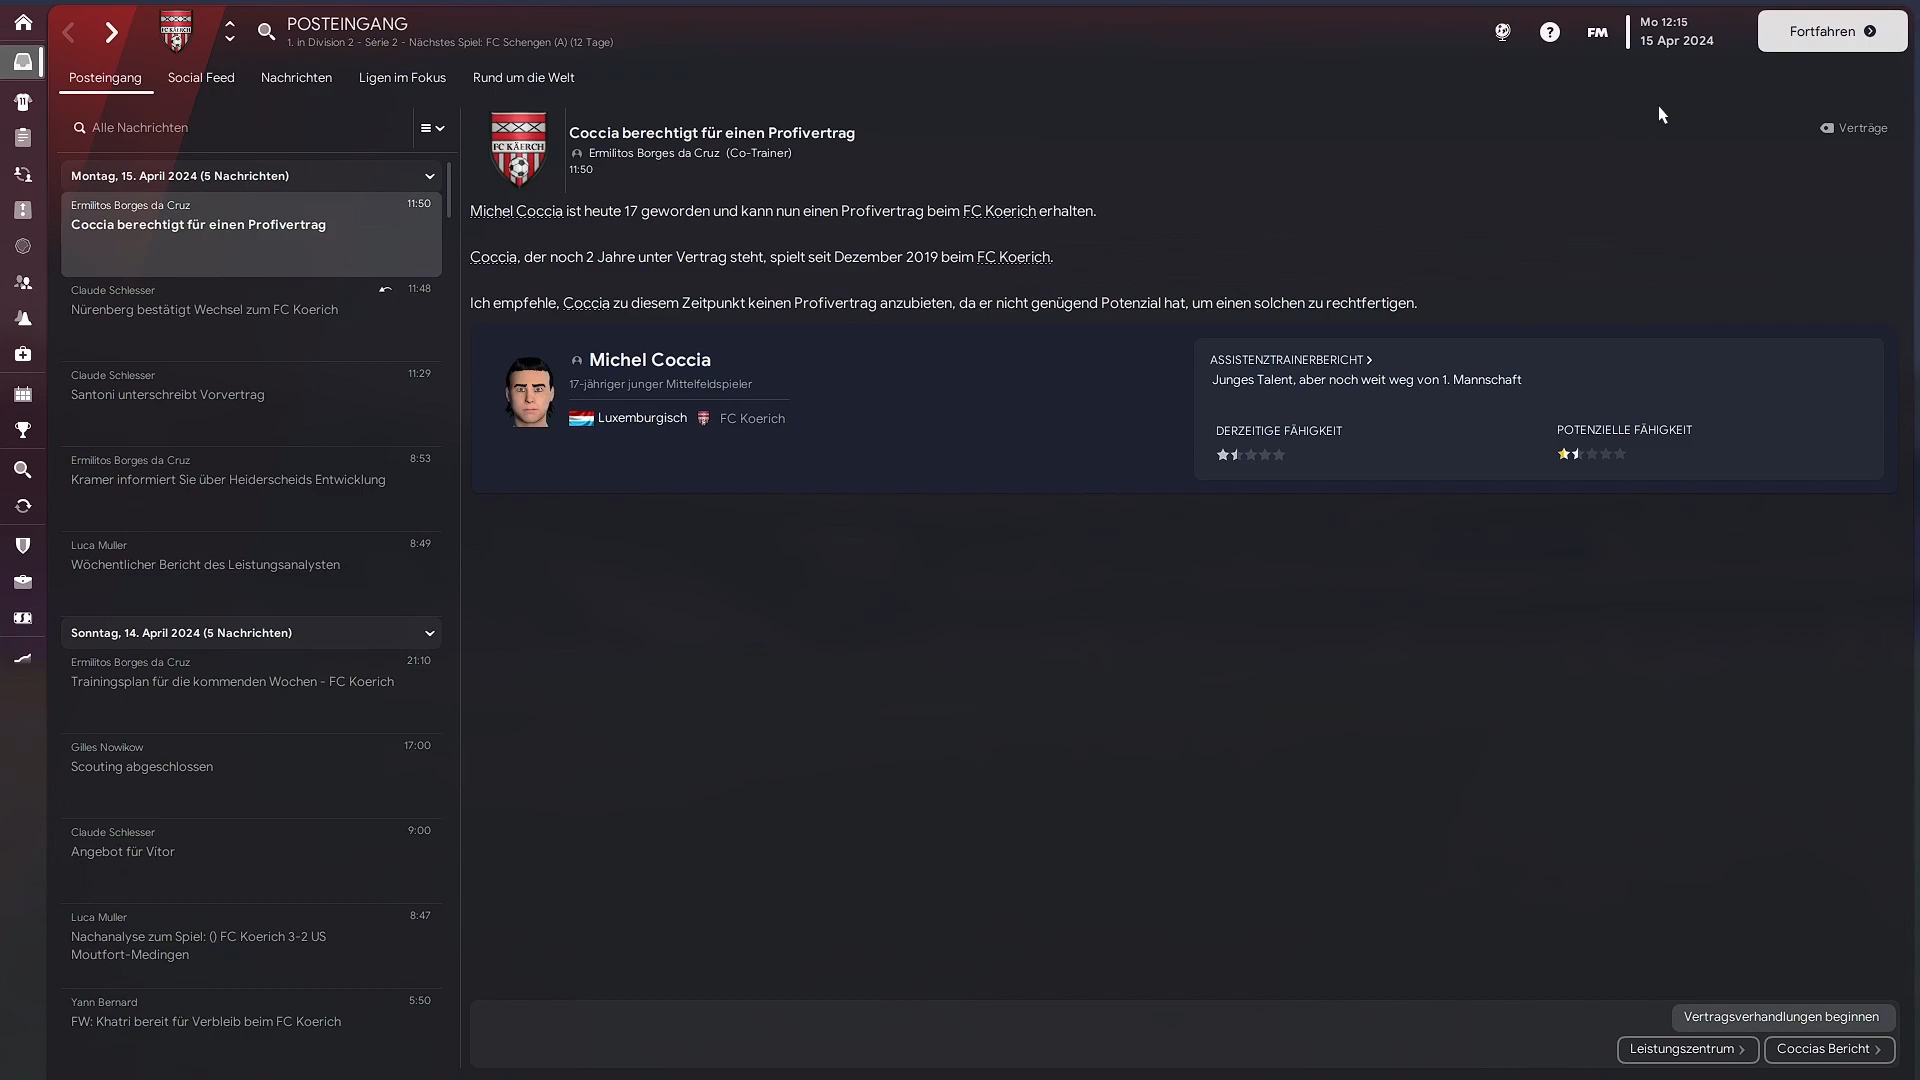 POSTEINGANG
1. in Division 2 - Série 2 - Nächstes Spiel: FC Schengen (A) (12 Tage)
FM
Mo 12:15
15 Apr 2024
Fortfahren
Posteingang
Social Feed
Nachrichten
Ligen im Fokus
Rund um die Welt
Alle Nachrichten
Montag, 15. April 2024 (5 Nachrichten)
Ermilitos Borges da Cruz 11:50
Coccia berechtigt für einen Profivertrag
Claude Schlesser 11:48
Nürenberg bestätigt Wechsel zum FC Koerich
Claude Schlesser 11:29
Santoni unterschreibt Vorvertrag
Ermilitos Borges da Cruz 8:53
Kramer informiert Sie über Heiderscheids Entwicklung
Luca Muller 8:49
Wöchentlicher Bericht des Leistungsanalysten
Sonntag, 14. April 2024 (5 Nachrichten)
Ermilitos Borges da Cruz 21:10
Trainingsplan für die kommenden Wochen - FC Koerich
Gilles Nowikow 17:00
Scouting abgeschlossen
Claude Schlesser 9:00
Angebot für Vítor
Luca Muller 8:47
Nachanalyse zum Spiel: () FC Koerich 3-2 US
Moutfort-Medingen
Yann Bernard 5:50
FW: Khatri bereit für Verbleib beim FC Koerich
FC KÄERCH
Coccia berechtigt für einen Profivertrag
Ermilitos Borges da Cruz (Co-Trainer)
11:50
Verträge
Michel Coccia ist heute 17 geworden und kann nun einen Profivertrag beim FC Koerich erhalten.
Coccia, der noch 2 Jahre unter Vertrag steht, spielt seit Dezember 2019 beim FC Koerich.
Ich empfehle, Coccia zu diesem Zeitpunkt keinen Profivertrag anzubieten, da er nicht genügend Potenzial hat, um einen solchen zu rechtfertigen.
Michel Coccia
17-jähriger junger Mittelfeldspieler
Luxemburgisch FC Koerich
ASSISTENZTRAINERBERICHT
Junges Talent, aber noch weit weg von 1. Mannschaft
DERZEITIGE FÄHIGKEIT
POTENZIELLE FÄHIGKEIT
Vertragsverhandlungen beginnen
Leistungszentrum
Coccias Bericht